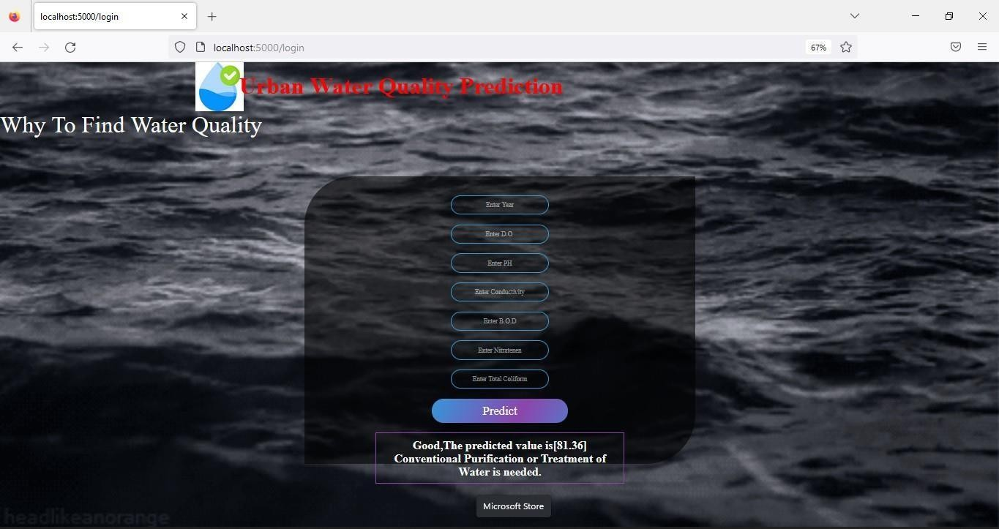 localhost:5000/login
localhost:5000/login
67%
Urban Water Quality Prediction
Why To Find Water Quality
Enter Year
Enter D.O
Enter PH
Enter Conductivity
Enter B.O.D
Enter Nitratenen
Enter Total Coliform
Predict
Good,The predicted value is[81.36]
Conventional Purification or Treatment of
Water is needed.
Microsoft Store
headlikeanorange